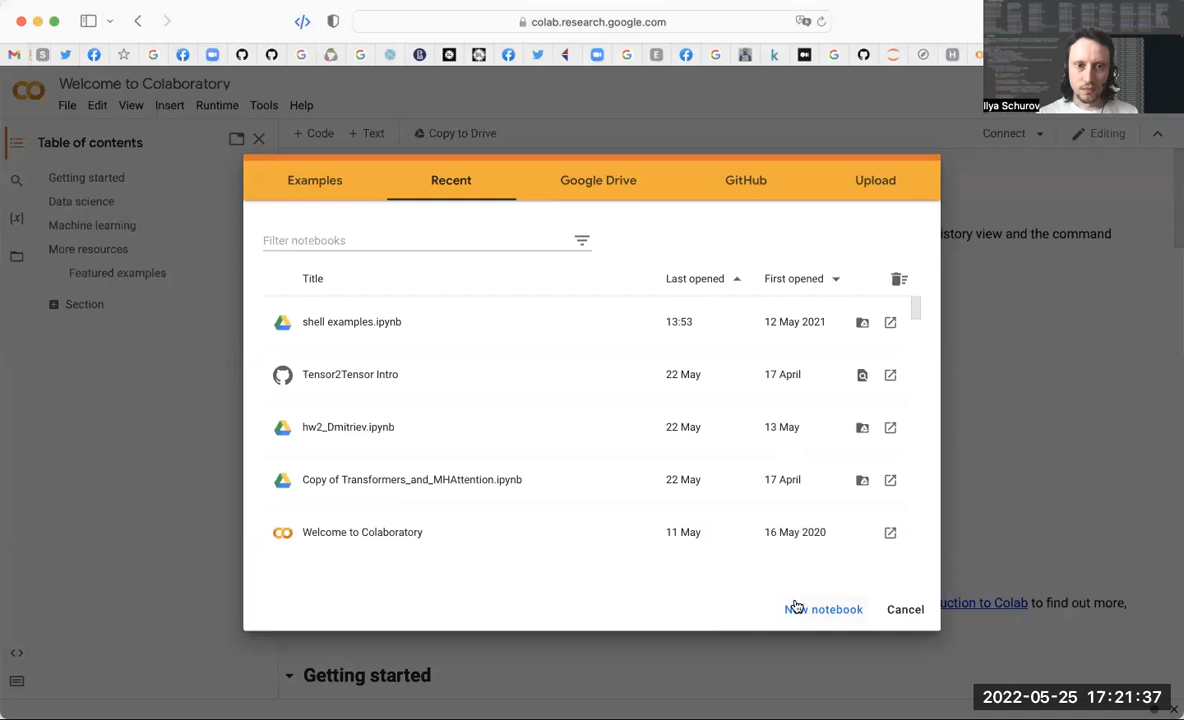 colab.research.google.com
Ilya Schurov
Welcome to Colaboratory
File Edit View Insert Runtime Tools Help
+ Code + Text Copy to Drive
Connect Editing
Table of contents
Getting started
Data science
Machine learning
More resources
Featured examples
Section
Examples Recent Google Drive GitHub Upload
Filter notebooks
istory view and the command
Title Last opened First opened
shell examples.ipynb 13:53 12 May 2021
Tensor2Tensor Intro 22 May 17 April
hw2_Dmitriev.ipynb 22 May 13 May
Copy of Transformers_and_MHAttention.ipynb 22 May 17 April
Welcome to Colaboratory 11 May 16 May 2020
New notebook Cancel
uction to Colab to find out more,
Getting started
2022-05-25 17:21:37